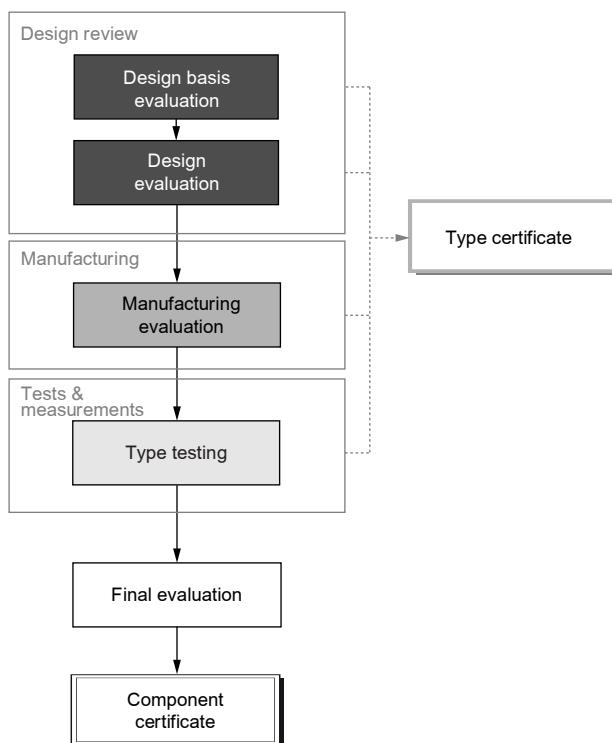 Design review
Design basis
evaluation
Design
evaluation
Type certificate
Manufacturing
Manufacturing
evaluation
Tests &
measurements
Type testing
Final evaluation
Component
certificate